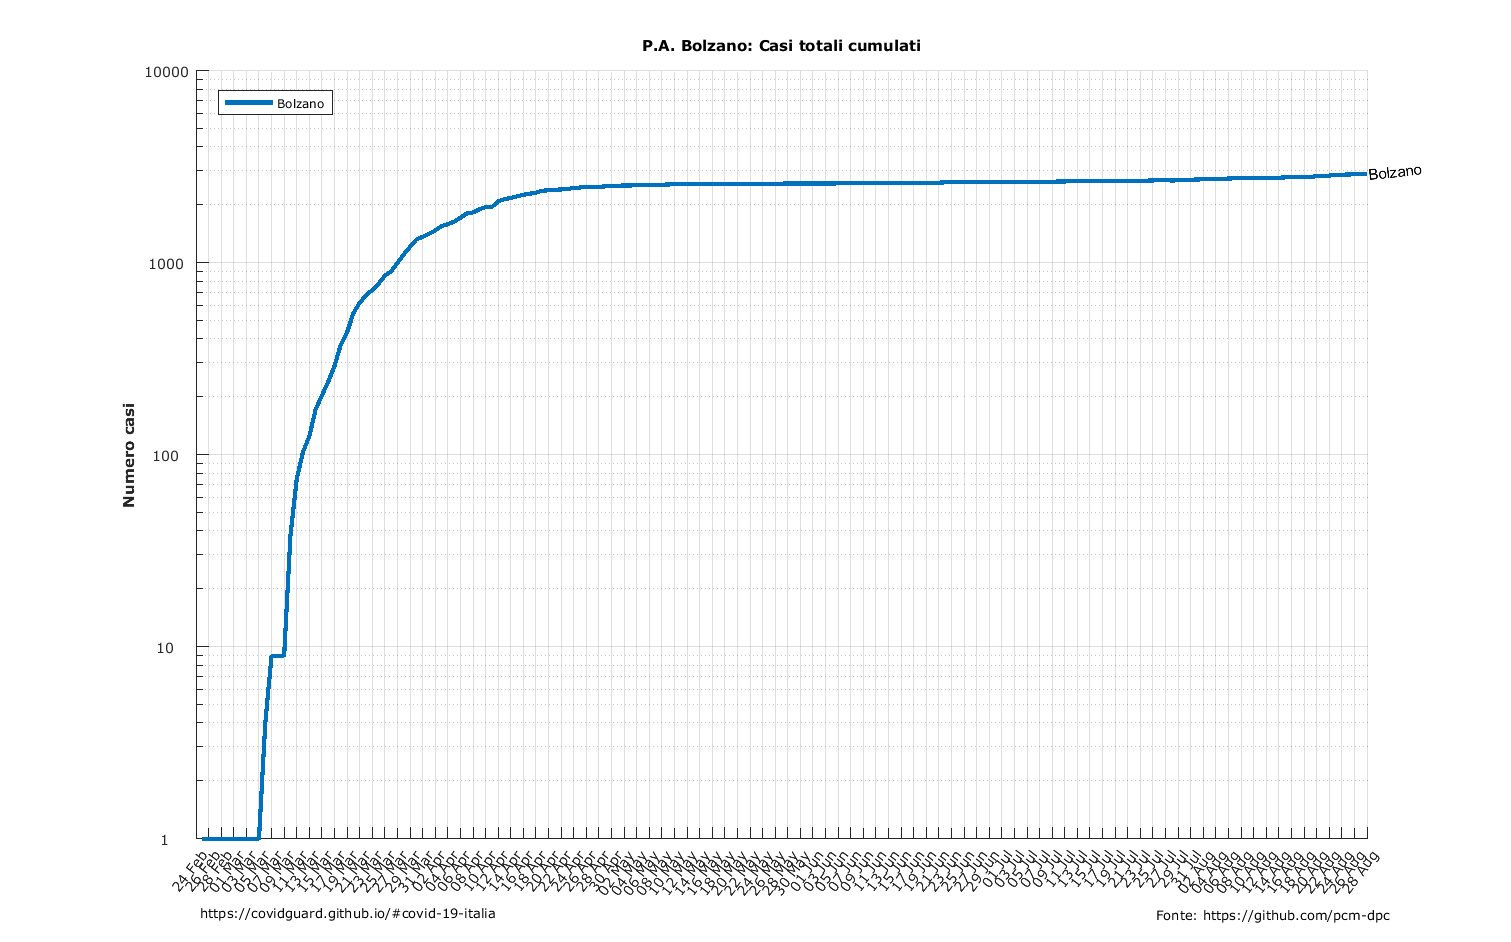 P.A. Bolzano: Casi totali cumulati
10000
Bolzano
Bolzano
1000
Numero casi
100
10
1
24 Feb
26 Feb
28 Feb
01 Mar
03 Mar
05 Mar
07 Mar
09 Mar
11 Mar
13 Mar
15 Mar
17 Mar
19 Mar
21 Mar
23 Mar
25 Mar
27 Mar
29 Mar
31 Mar
02 Apr
04 Apr
06 Apr
08 Apr
10 Apr
12 Apr
14 Apr
16 Apr
18 Apr
20 Apr
22 Apr
24 Apr
26 Apr
28 Apr
30 Apr
02 May
04 May
06 May
08 May
10 May
12 May
14 May
16 May
18 May
20 May
22 May
24 May
26 May
28 May
30 May
01 Jun
03 Jun
05 Jun
07 Jun
09 Jun
11 Jun
13 Jun
15 Jun
17 Jun
19 Jun
21 Jun
23 Jun
25 Jun
27 Jun
29 Jun
01 Jul
03 Jul
05 Jul
07 Jul
09 Jul
11 Jul
13 Jul
15 Jul
17 Jul
19 Jul
21 Jul
23 Jul
25 Jul
27 Jul
29 Jul
31 Jul
02 Aug
04 Aug
06 Aug
08 Aug
10 Aug
12 Aug
14 Aug
16 Aug
18 Aug
20 Aug
22 Aug
24 Aug
26 Aug
28 Aug
https://covidguard.github.io/#covid-19-italia
Fonte: https://github.com/pcm-dpc